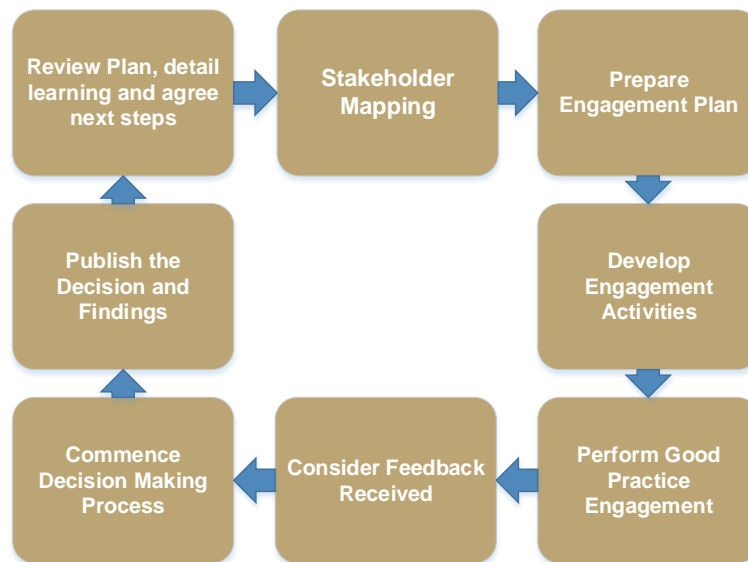 Review Plan, detail
learning and agree
next steps
Stakeholder
Mapping
Prepare
Engagement Plan
Develop
Engagement
Activities
Perform Good
Practice
Engagement
Consider Feedback
Received
Commence
Decision Making
Process
Publish the
Decision and
Findings